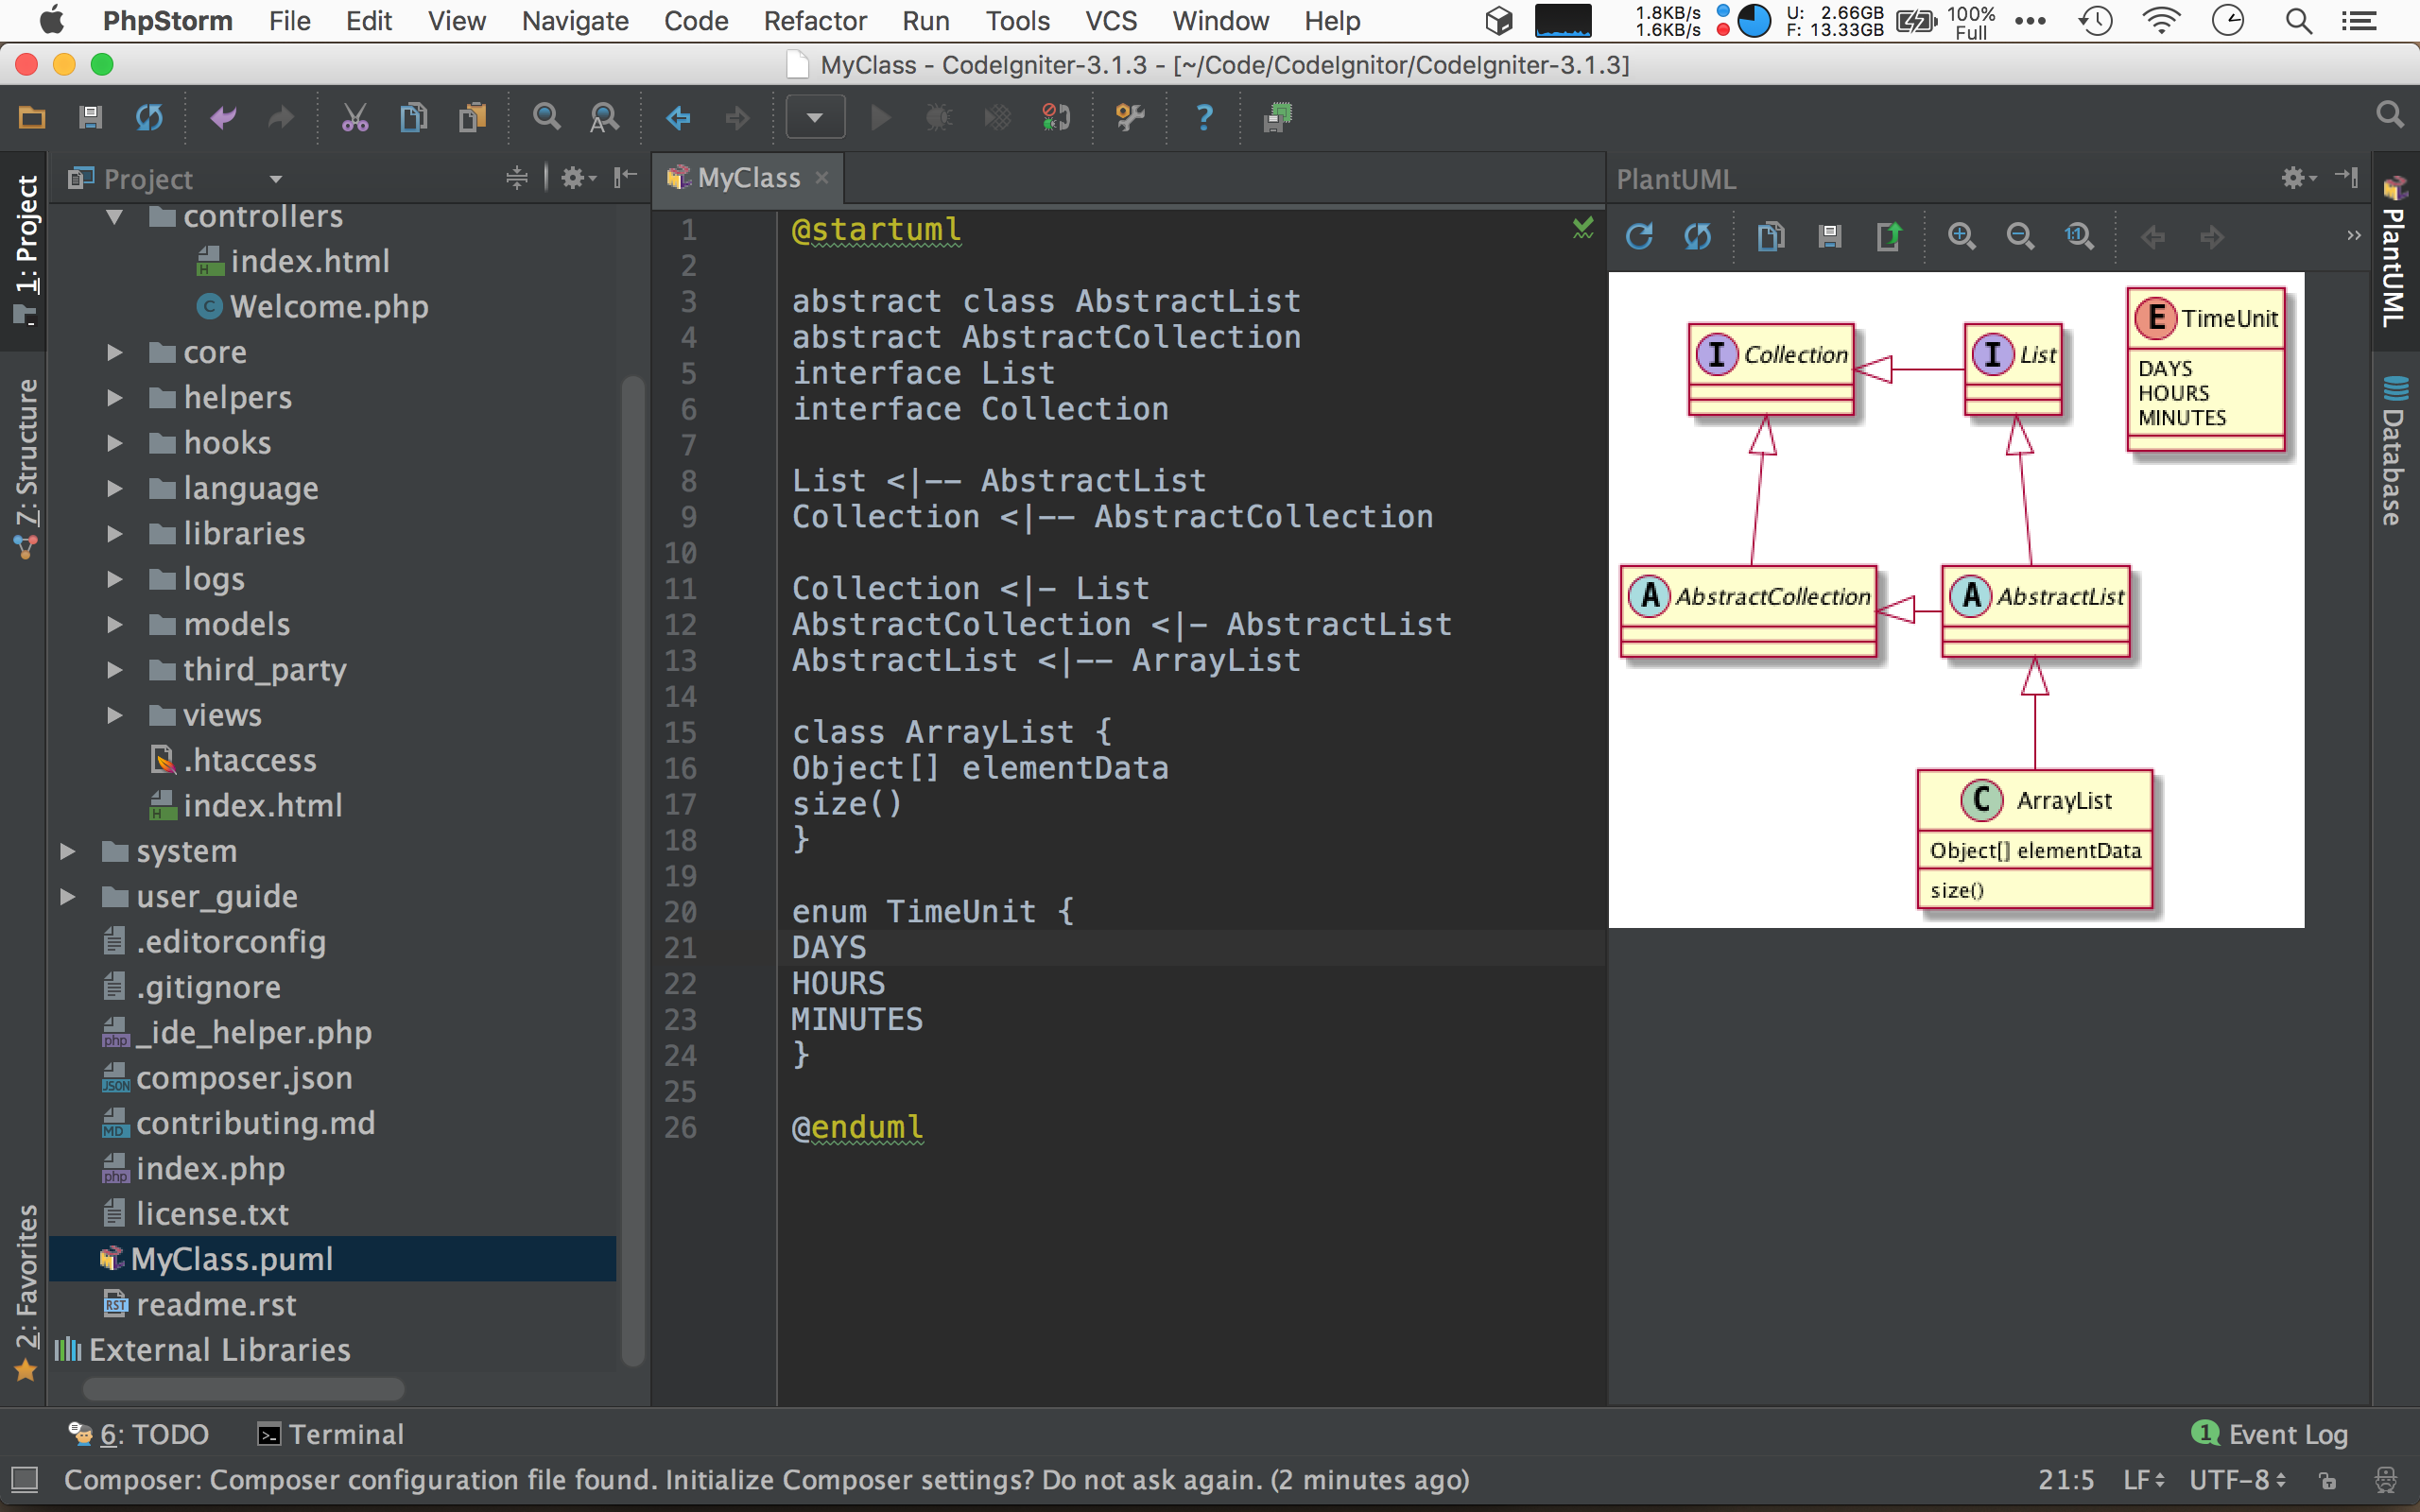 PhpStorm File Edit View Navigate Code Refactor Run Tools VCS Window Help 1.8KB/s U: 2.66GB 100%
1.6KB/s F: 13.33GB Full
MyClass - CodeIgniter-3.1.3 - [~/Code/CodeIgnitor/CodeIgniter-3.1.3]
1: Project
7: Structure
2: Favorites
Project
controllers
index.html
Welcome.php
core
helpers
hooks
language
libraries
logs
models
third_party
views
.htaccess
index.html
system
user_guide
.editorconfig
.gitignore
_ide_helper.php
composer.json
contributing.md
index.php
license.txt
MyClass.puml
readme.rst
External Libraries
MyClass
1 @startuml
2
3 abstract class AbstractList
4 abstract AbstractCollection
5 interface List
6 interface Collection
7
8 List <|-- AbstractList
9 Collection <|-- AbstractCollection
10
11 Collection <|- List
12 AbstractCollection <|- AbstractList
13 AbstractList <|-- ArrayList
14
15 class ArrayList {
16 Object[] elementData
17 size()
18 }
19
20 enum TimeUnit {
21 DAYS
22 HOURS
23 MINUTES
24 }
25
26 @enduml
PlantUML
1:1
I Collection
I List
E TimeUnit
DAYS
HOURS
MINUTES
A AbstractCollection
A AbstractList
C ArrayList
Object[] elementData
size()
PlantUML
Database
6: TODO Terminal
1 Event Log
Composer: Composer configuration file found. Initialize Composer settings? Do not ask again. (2 minutes ago)
21:5 LF UTF-8